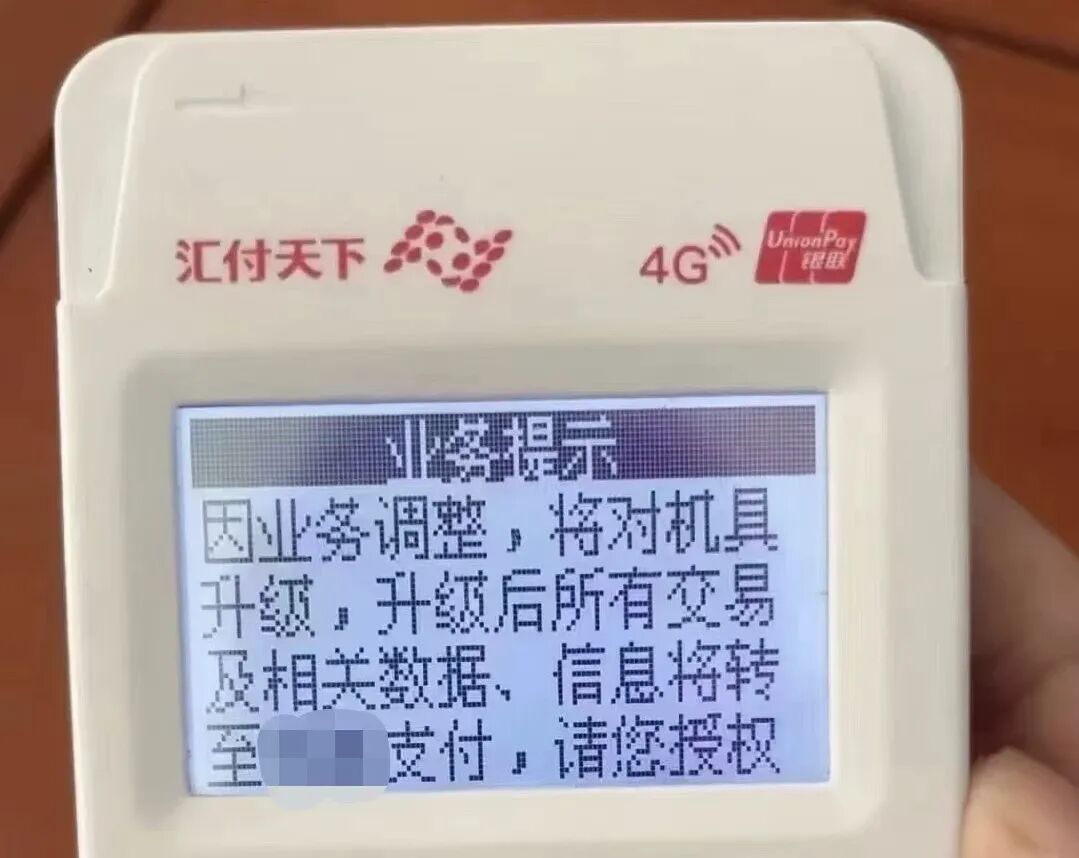 汇付天下
4G
UnionPay
银联
业务提示
因业务调整，将对机具
升级，升级后所有交易
及相关数据、信息将转
至支付，请您授权